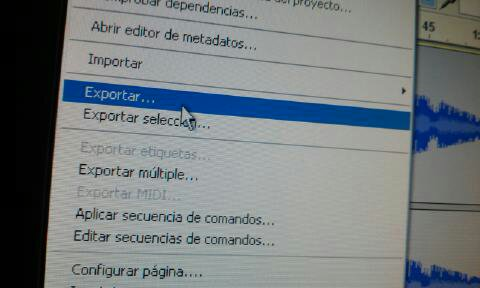 dependencias...
45
Abrir editor de metadatos...
Importar
Exportar...
Exportar selección...
Exportar etiquetas...
Exportar múltiple...
Exportar MIDI...
Aplicar secuencia de comandos...
Editar secuencias de comandos...
Configurar página....